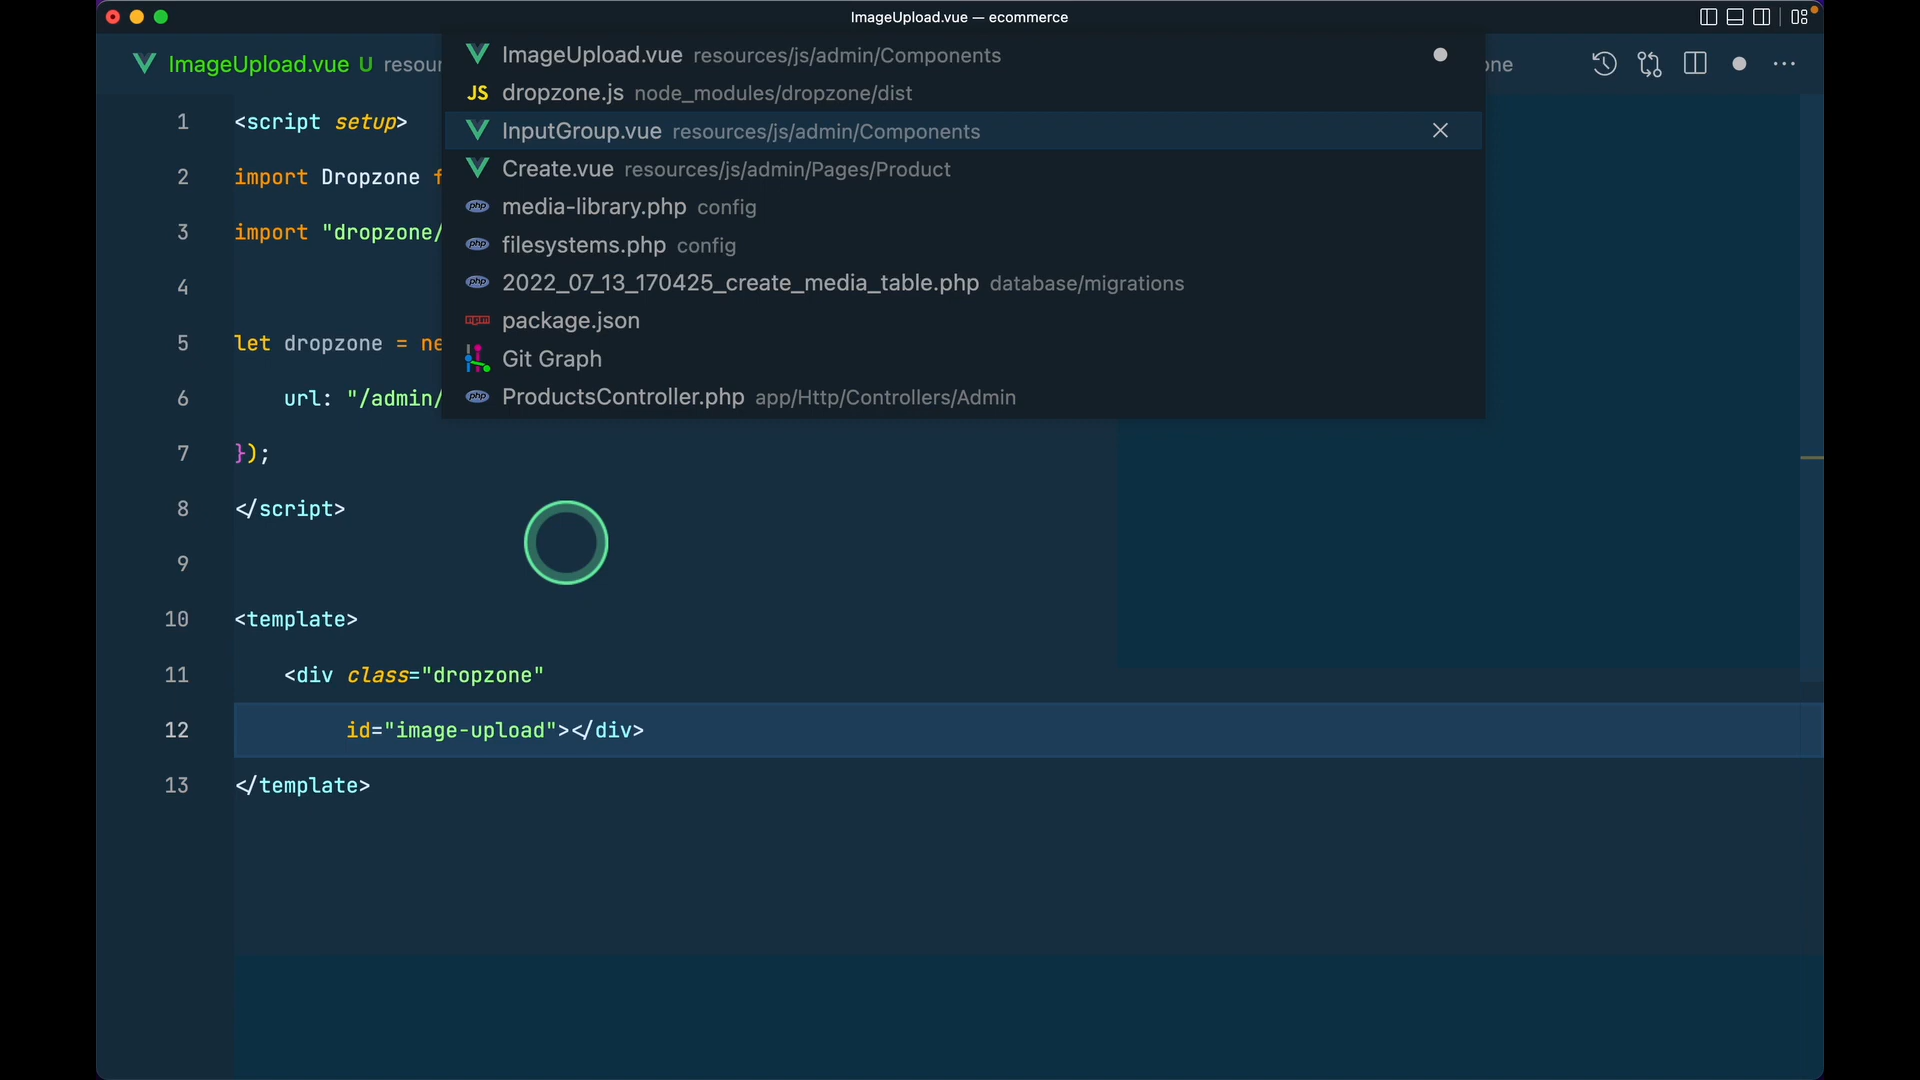 ImageUpload.vue — ecommerce
ImageUpload.vue U resour
one
ImageUpload.vue resources/js/admin/Components
JS dropzone.js node_modules/dropzone/dist
InputGroup.vue resources/js/admin/Components
Create.vue resources/js/admin/Pages/Product
php media-library.php config
php filesystems.php config
php 2022_07_13_170425_create_media_table.php database/migrations
package.json
Git Graph
php ProductsController.php app/Http/Controllers/Admin
1 <script setup>
2 import Dropzone f
3 import "dropzone/
4
5 let dropzone = ne
6 url: "/admin/
7 });
8 </script>
9
10 <template>
11 <div class="dropzone"
12 id="image-upload"></div>
13 </template>